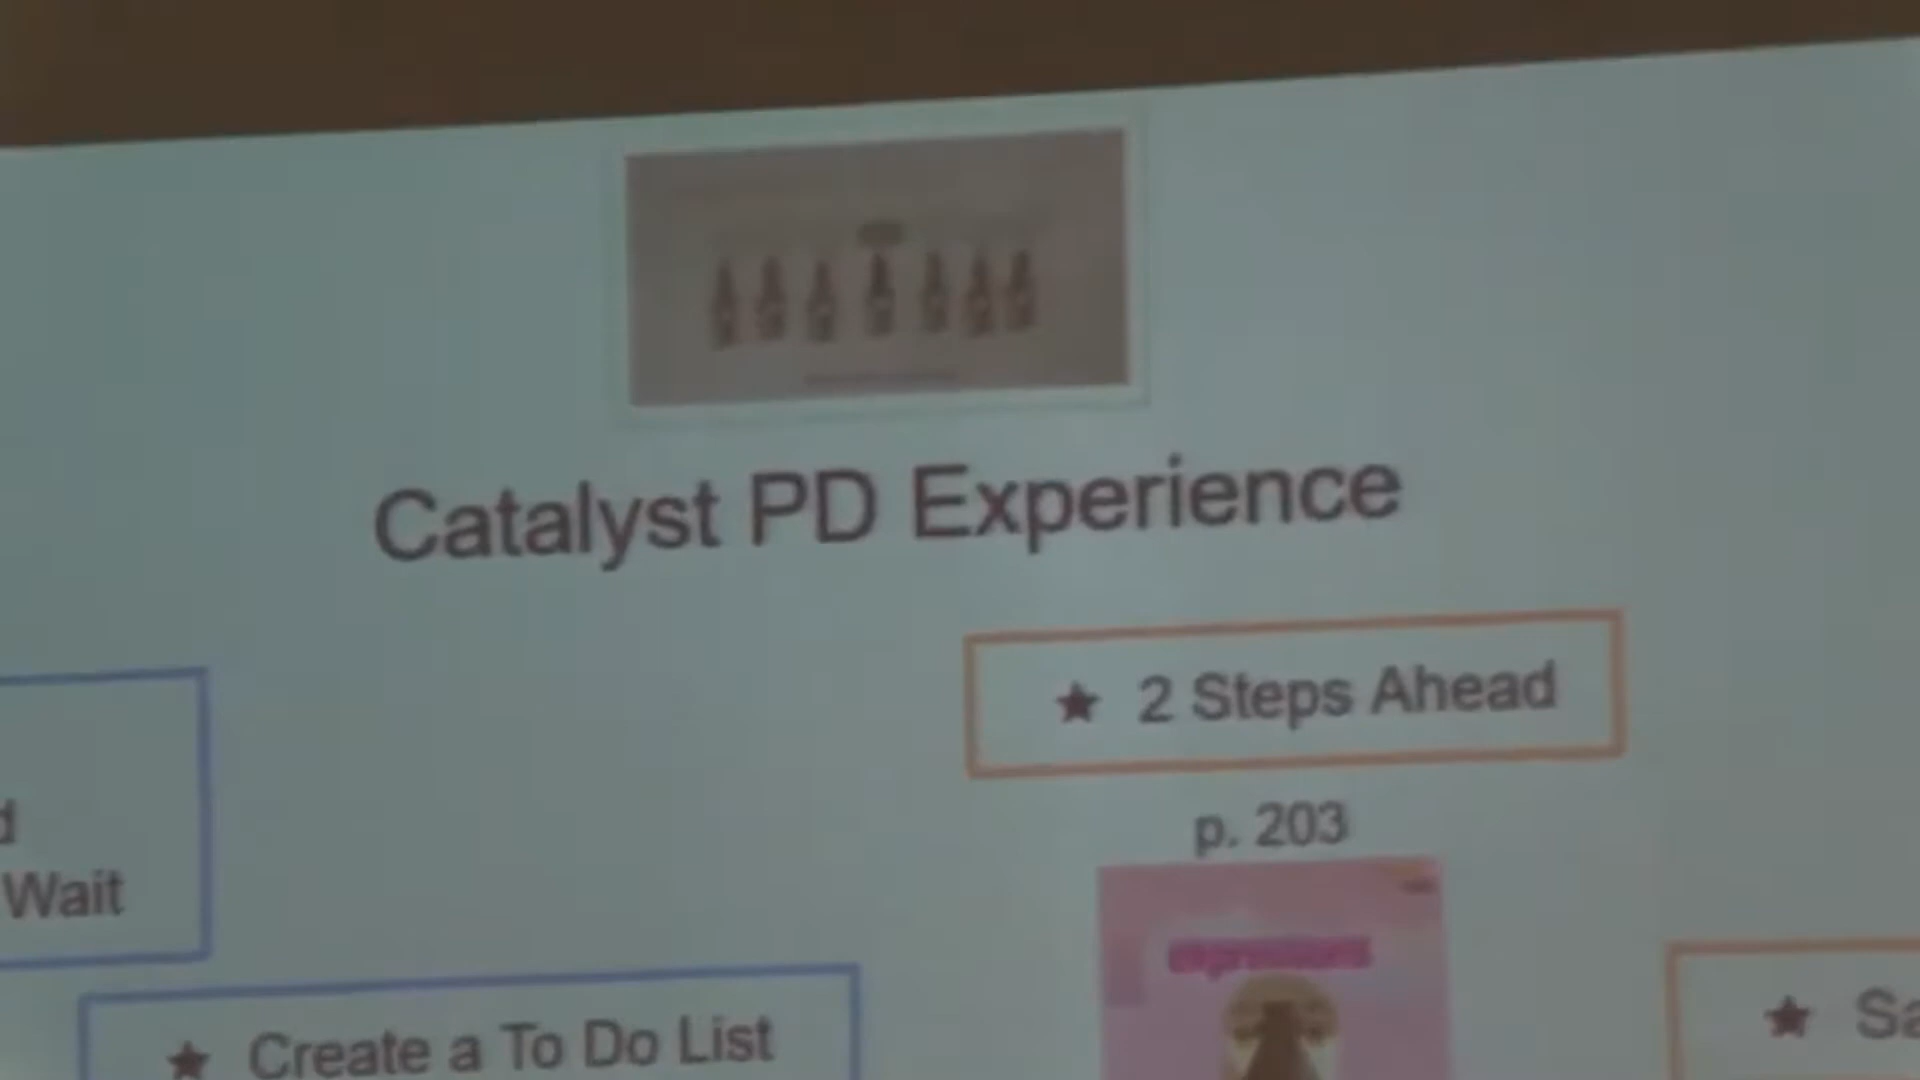 Catalyst PD Experience
★ 2 Steps Ahead
p. 203
Wait
★ Create a To Do List
★